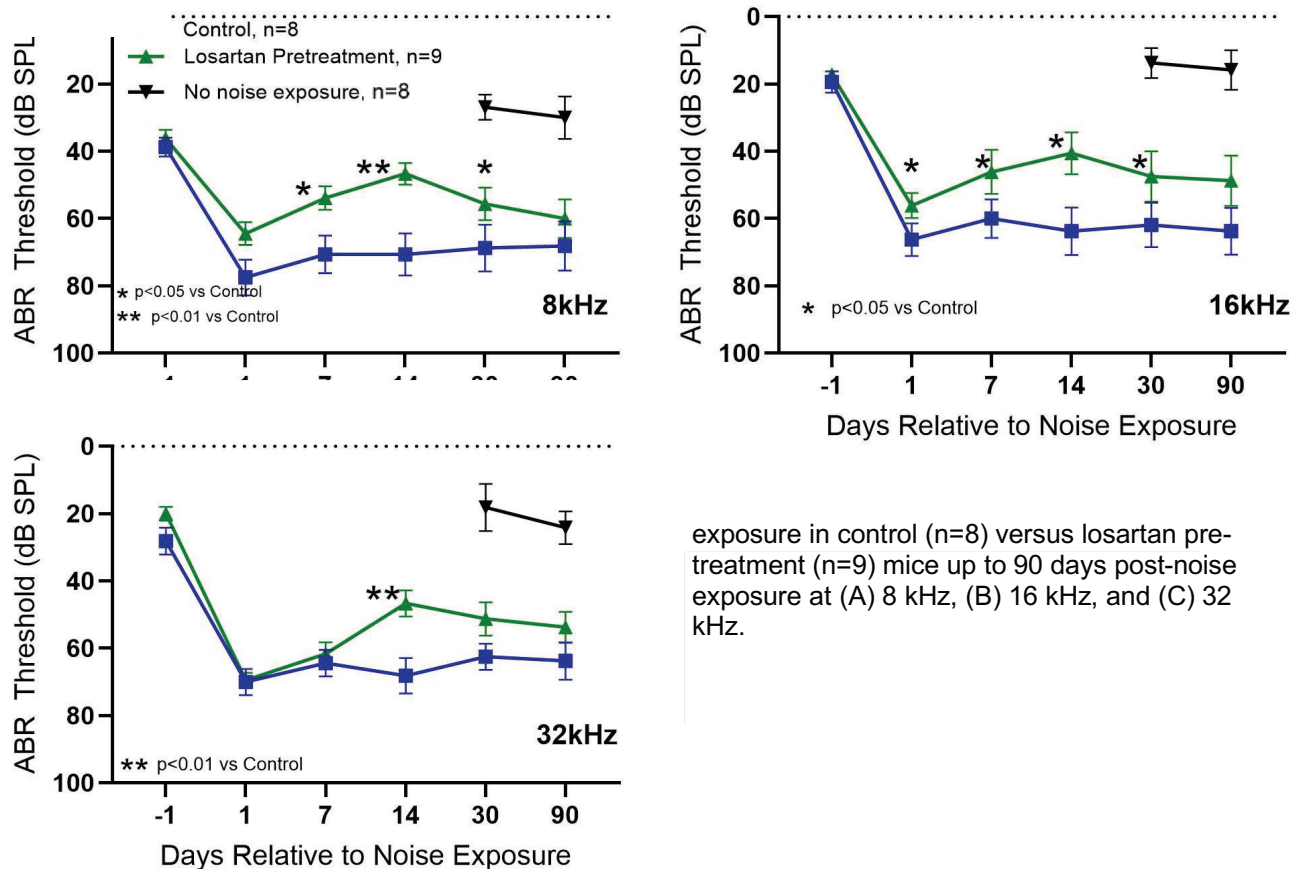 Control, n=8
Losartan Pretreatment, n=9
No noise exposure, n=8
ABR Threshold (dB SPL
20
40
60
80
100
**
*
*
* p<0.05 vs Control
** p<0.01 vs Control
8kHz
1 7 14
ABR Threshold (dB SPL)
0
20
40
60
80
100
*
*
*
*
* p<0.05 vs Control
16kHz
-1 1 7 14 30 90
Days Relative to Noise Exposure
ABR Threshold (dB SPL)
0
20
40
60
80
100
**
** p<0.01 vs Control
32kHz
-1 1 7 14 30 90
Days Relative to Noise Exposure
exposure in control (n=8) versus losartan pre-
treatment (n=9) mice up to 90 days post-noise
exposure at (A) 8 kHz, (B) 16 kHz, and (C) 32
kHz.